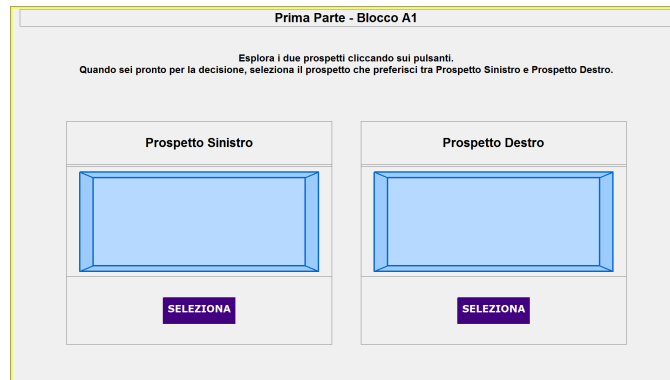 Prima Parte - Blocco A1
Esplora i due prospetti cliccando sui pulsanti.
Quando sei pronto per la decisione, seleziona il prospetto che preferisci tra Prospetto Sinistro e Prospetto Destro.
Prospetto Sinistro
Prospetto Destro
SELEZIONA
SELEZIONA